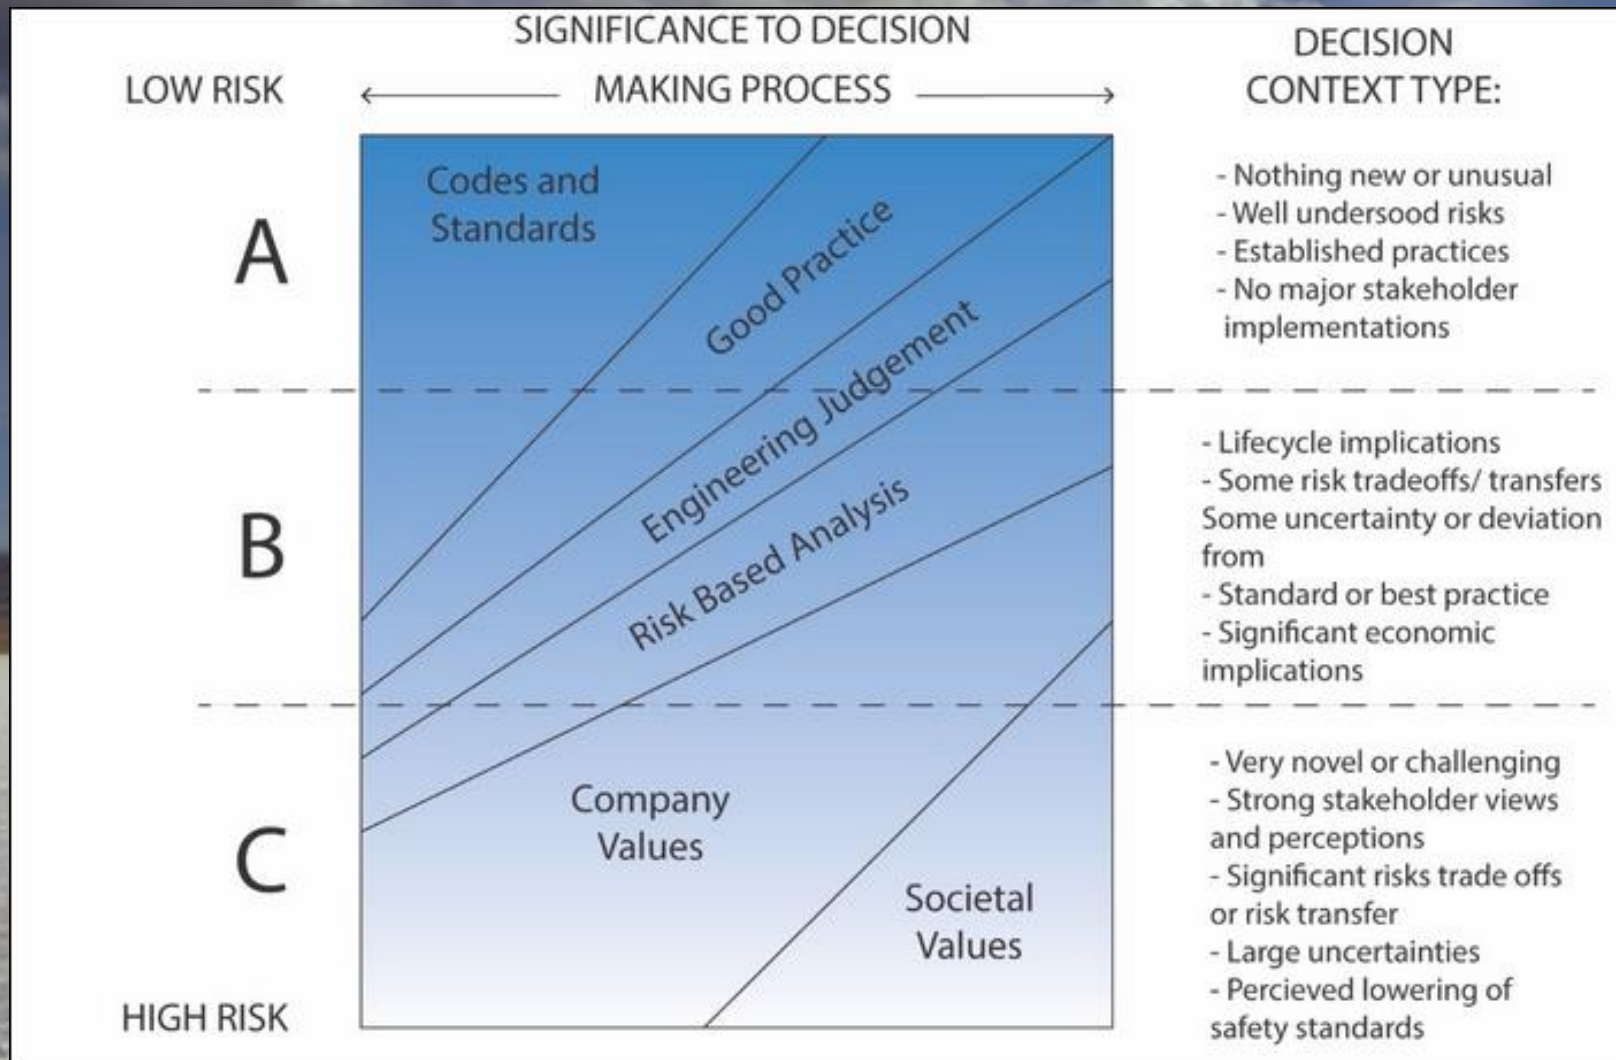 SIGNIFICANCE TO DECISION
MAKING PROCESS
LOW RISK
DECISION
CONTEXT TYPE:
A
Codes and
Standards
Good Practice
- Nothing new or unusual
- Well undersood risks
- Established practices
- No major stakeholder
implementations
B
Engineering Judgement
Risk Based Analysis
- Lifecycle implications
- Some risk tradeoffs/ transfers
Some uncertainty or deviation
from
- Standard or best practice
- Significant economic
implications
C
Company
Values
Societal
Values
- Very novel or challenging
- Strong stakeholder views
and perceptions
- Significant risks trade offs
or risk transfer
- Large uncertainties
- Percieved lowering of
safety standards
HIGH RISK